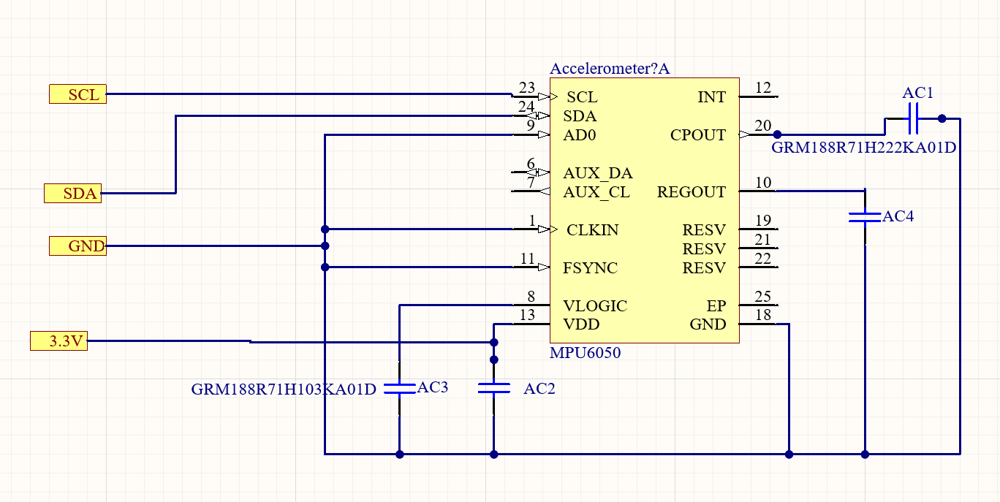 Accelerometer?A
SCL
23
SCL
INT
12
AC1
24
SDA
9
AD0
CPOUT
20
GRM188R71H222KA01D
6
AUX_DA
SDA
7
AUX_CL
REGOUT
10
AC4
1
CLKIN
RESV
19
GND
RESV
21
11
FSYNC
RESV
22
8
VLOGIC
EP
25
13
VDD
GND
18
3.3V
MPU6050
GRM188R71H103KA01D
AC3
AC2